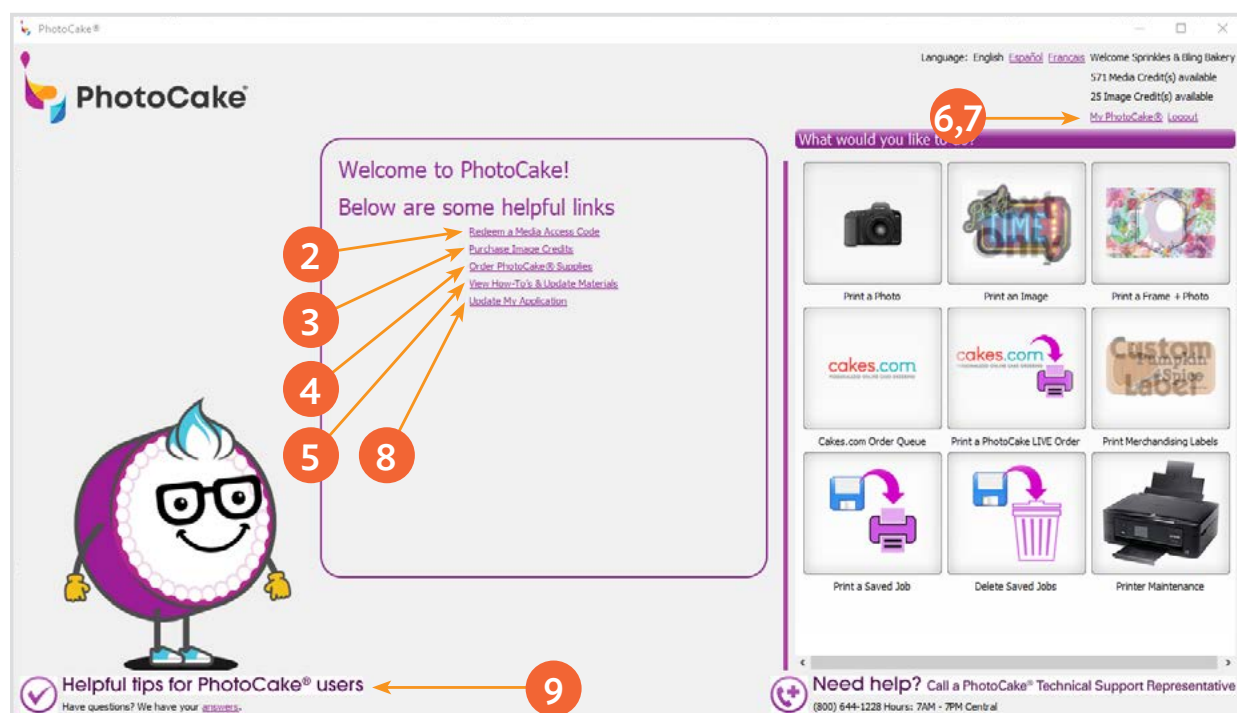 PhotoCake®
Language: English Español Français Welcome Sprinkles & Bling Bakery
571 Media Credit(s) available
25 Image Credit(s) available
My PhotoCake® Logout
PhotoCake
6,7
What would you like to do?
Welcome to PhotoCake!
Below are some helpful links
Redeem a Media Access Code
Purchase Image Credits
Order PhotoCake® Supplies
View How-To's & Update Materials
Update My Application
2
3
4
5
8
TIME
Print a Photo
Print an Image
Print a Frame + Photo
cakes.com
cakes.com
Custom
Pumpkin
Spice
Label
Cakes.com Order Queue
Print a PhotoCake LIVE Order
Print Merchandising Labels
Print a Saved Job
Delete Saved Jobs
Printer Maintenance
Helpful tips for PhotoCake® users
9
Have questions? We have your answers.
Need help? Call a PhotoCake® Technical Support Representative
(800) 644-1228 Hours: 7AM - 7PM Central